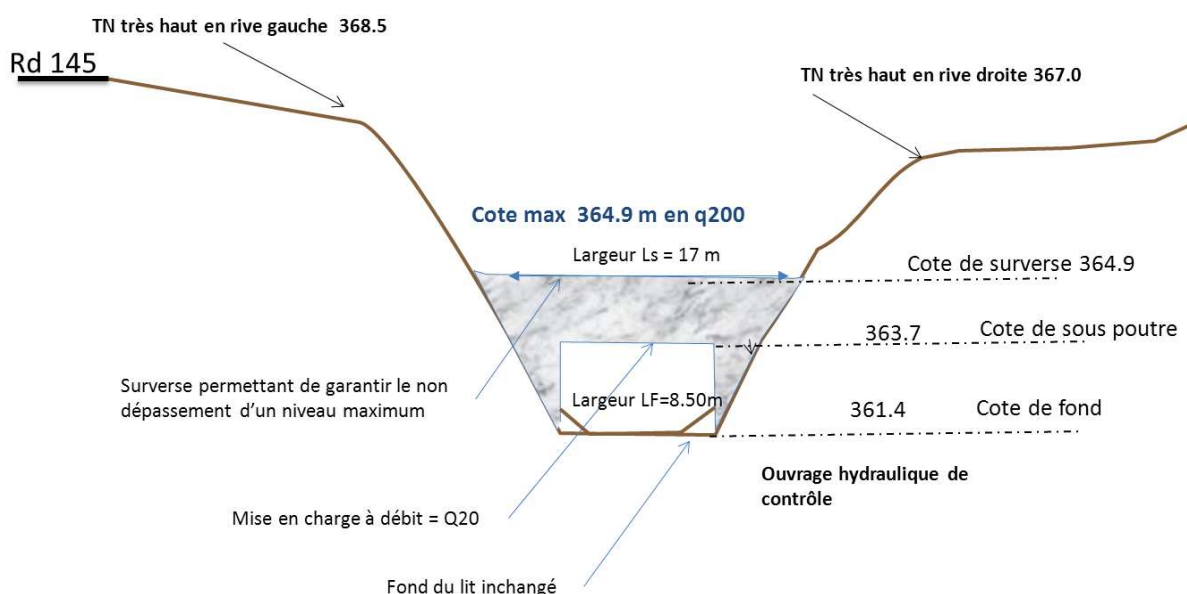 TN très haut en rive gauche 368.5
Rd 145
TN très haut en rive droite 367.0
Cote max 364.9 m en q200
Largeur Ls = 17 m
Cote de surverse 364.9
363.7 Cote de sous poutre
Surverse permettant de garantir le non
dépassement d'un niveau maximum
Largeur LF=8.50m
361.4 Cote de fond
Ouvrage hydraulique de
contrôle
Mise en charge à débit = Q20
Fond du lit inchangé